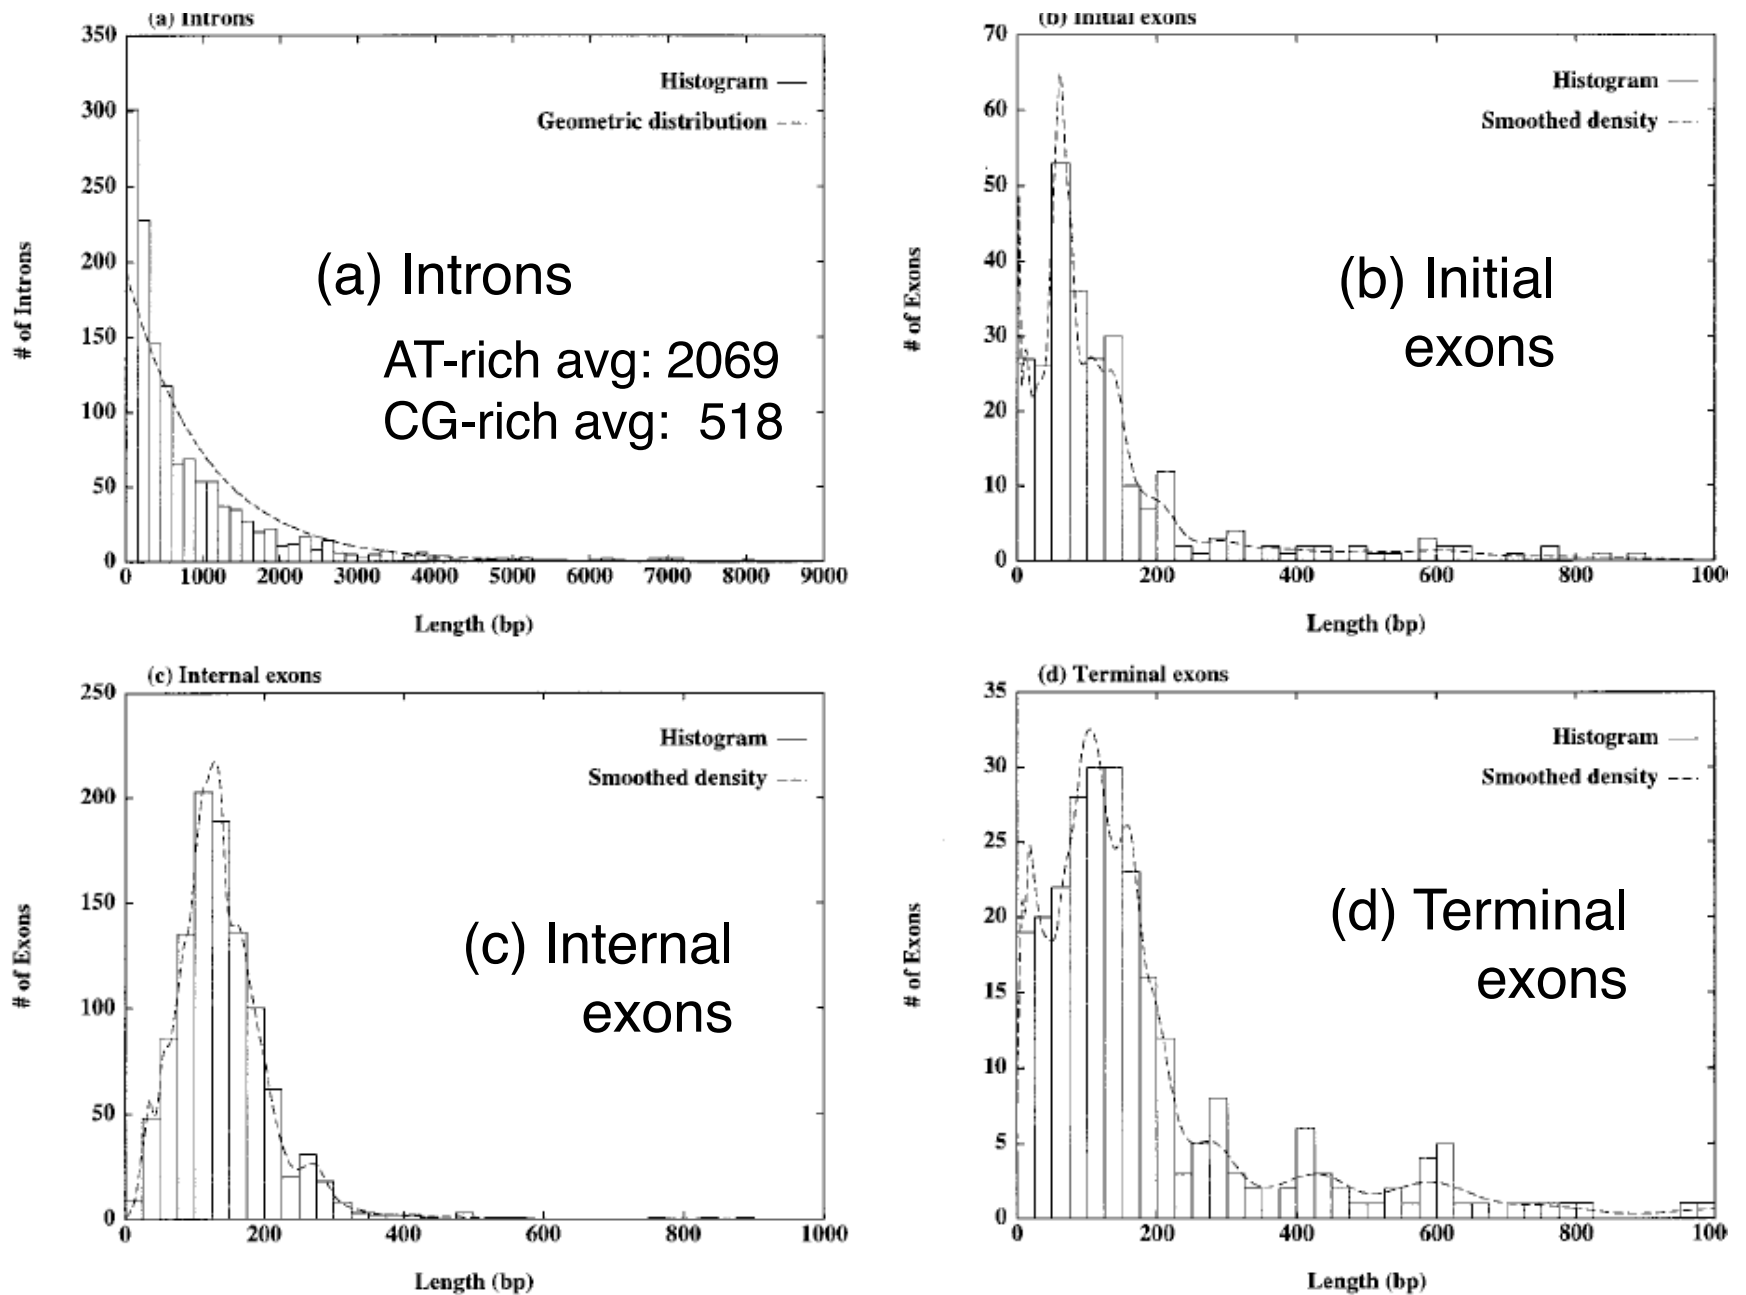 (a) Introns
350
300
250
200
150
100
50
0
# of Introns
Histogram
Geometric distribution
(a) Introns
AT-rich avg: 2069
CG-rich avg: 518
0 1000 2000 3000 4000 5000 6000 7000 8000 9000
Length (bp)
(b) Initial exons
70
60
50
40
30
20
10
0
# of Exons
Histogram
Smoothed density
(b) Initial
exons
0 200 400 600 800 100
Length (bp)
(c) Internal exons
250
200
150
100
50
0
# of Exons
Histogram
Smoothed density
(c) Internal
exons
0 200 400 600 800 1000
Length (bp)
(d) Terminal exons
35
30
25
20
15
10
5
0
# of Exons
Histogram
Smoothed density
(d) Terminal
exons
0 200 400 600 800 100
Length (bp)